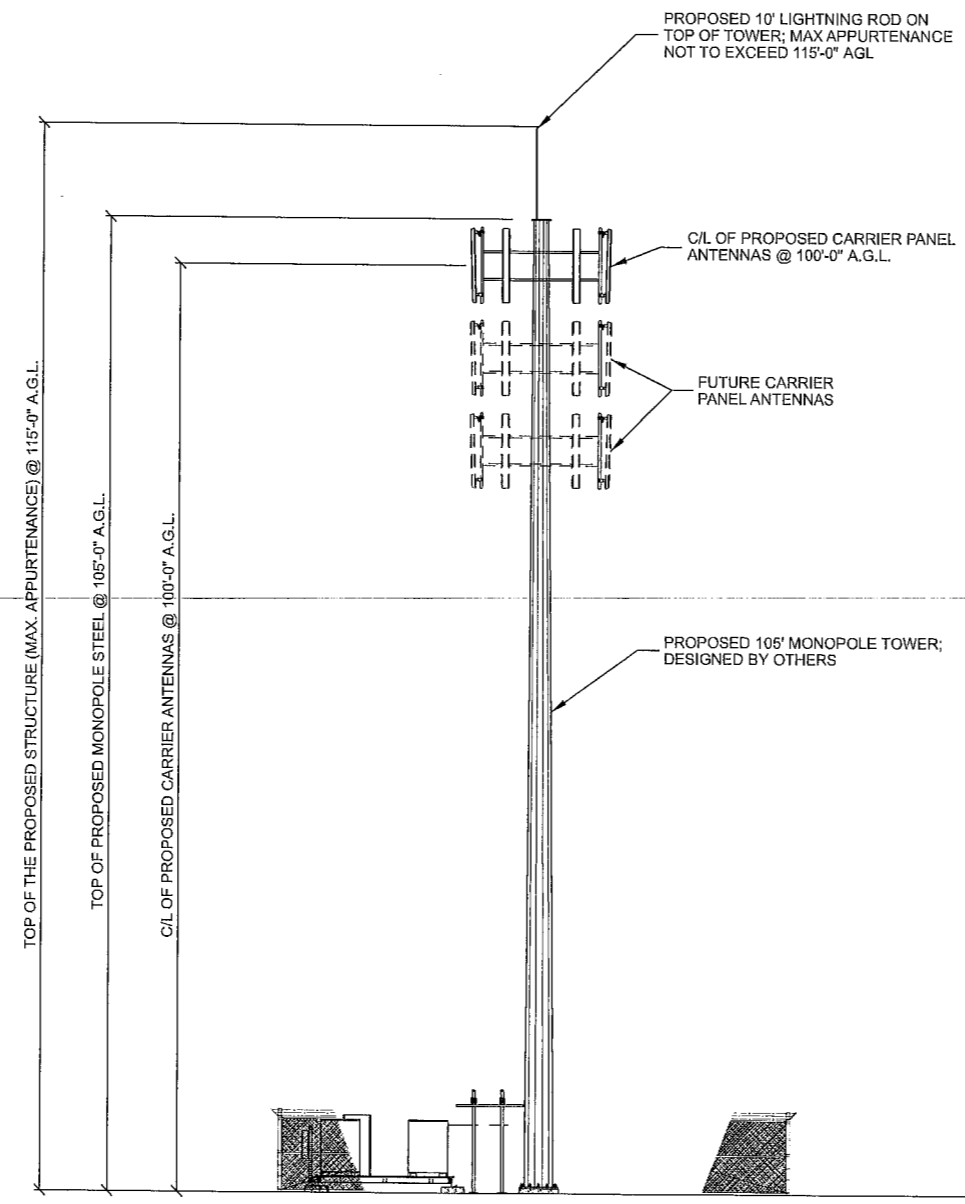 PROPOSED 10' LIGHTNING ROD ON
TOP OF TOWER; MAX APPURTENANCE
NOT TO EXCEED 115'-0" AGL
C/L OF PROPOSED CARRIER PANEL
ANTENNAS @ 100'-0" A.G.L.
FUTURE CARRIER
PANEL ANTENNAS
PROPOSED 105' MONOPOLE TOWER;
DESIGNED BY OTHERS
TOP OF THE PROPOSED STRUCTURE (MAX. APPURTENANCE) @ 115'-0" A.G.L.
TOP OF PROPOSED MONOPOLE STEEL @ 105'-0" A.G.L.
C/L OF PROPOSED CARRIER ANTENNAS @ 100'-0" A.G.L.